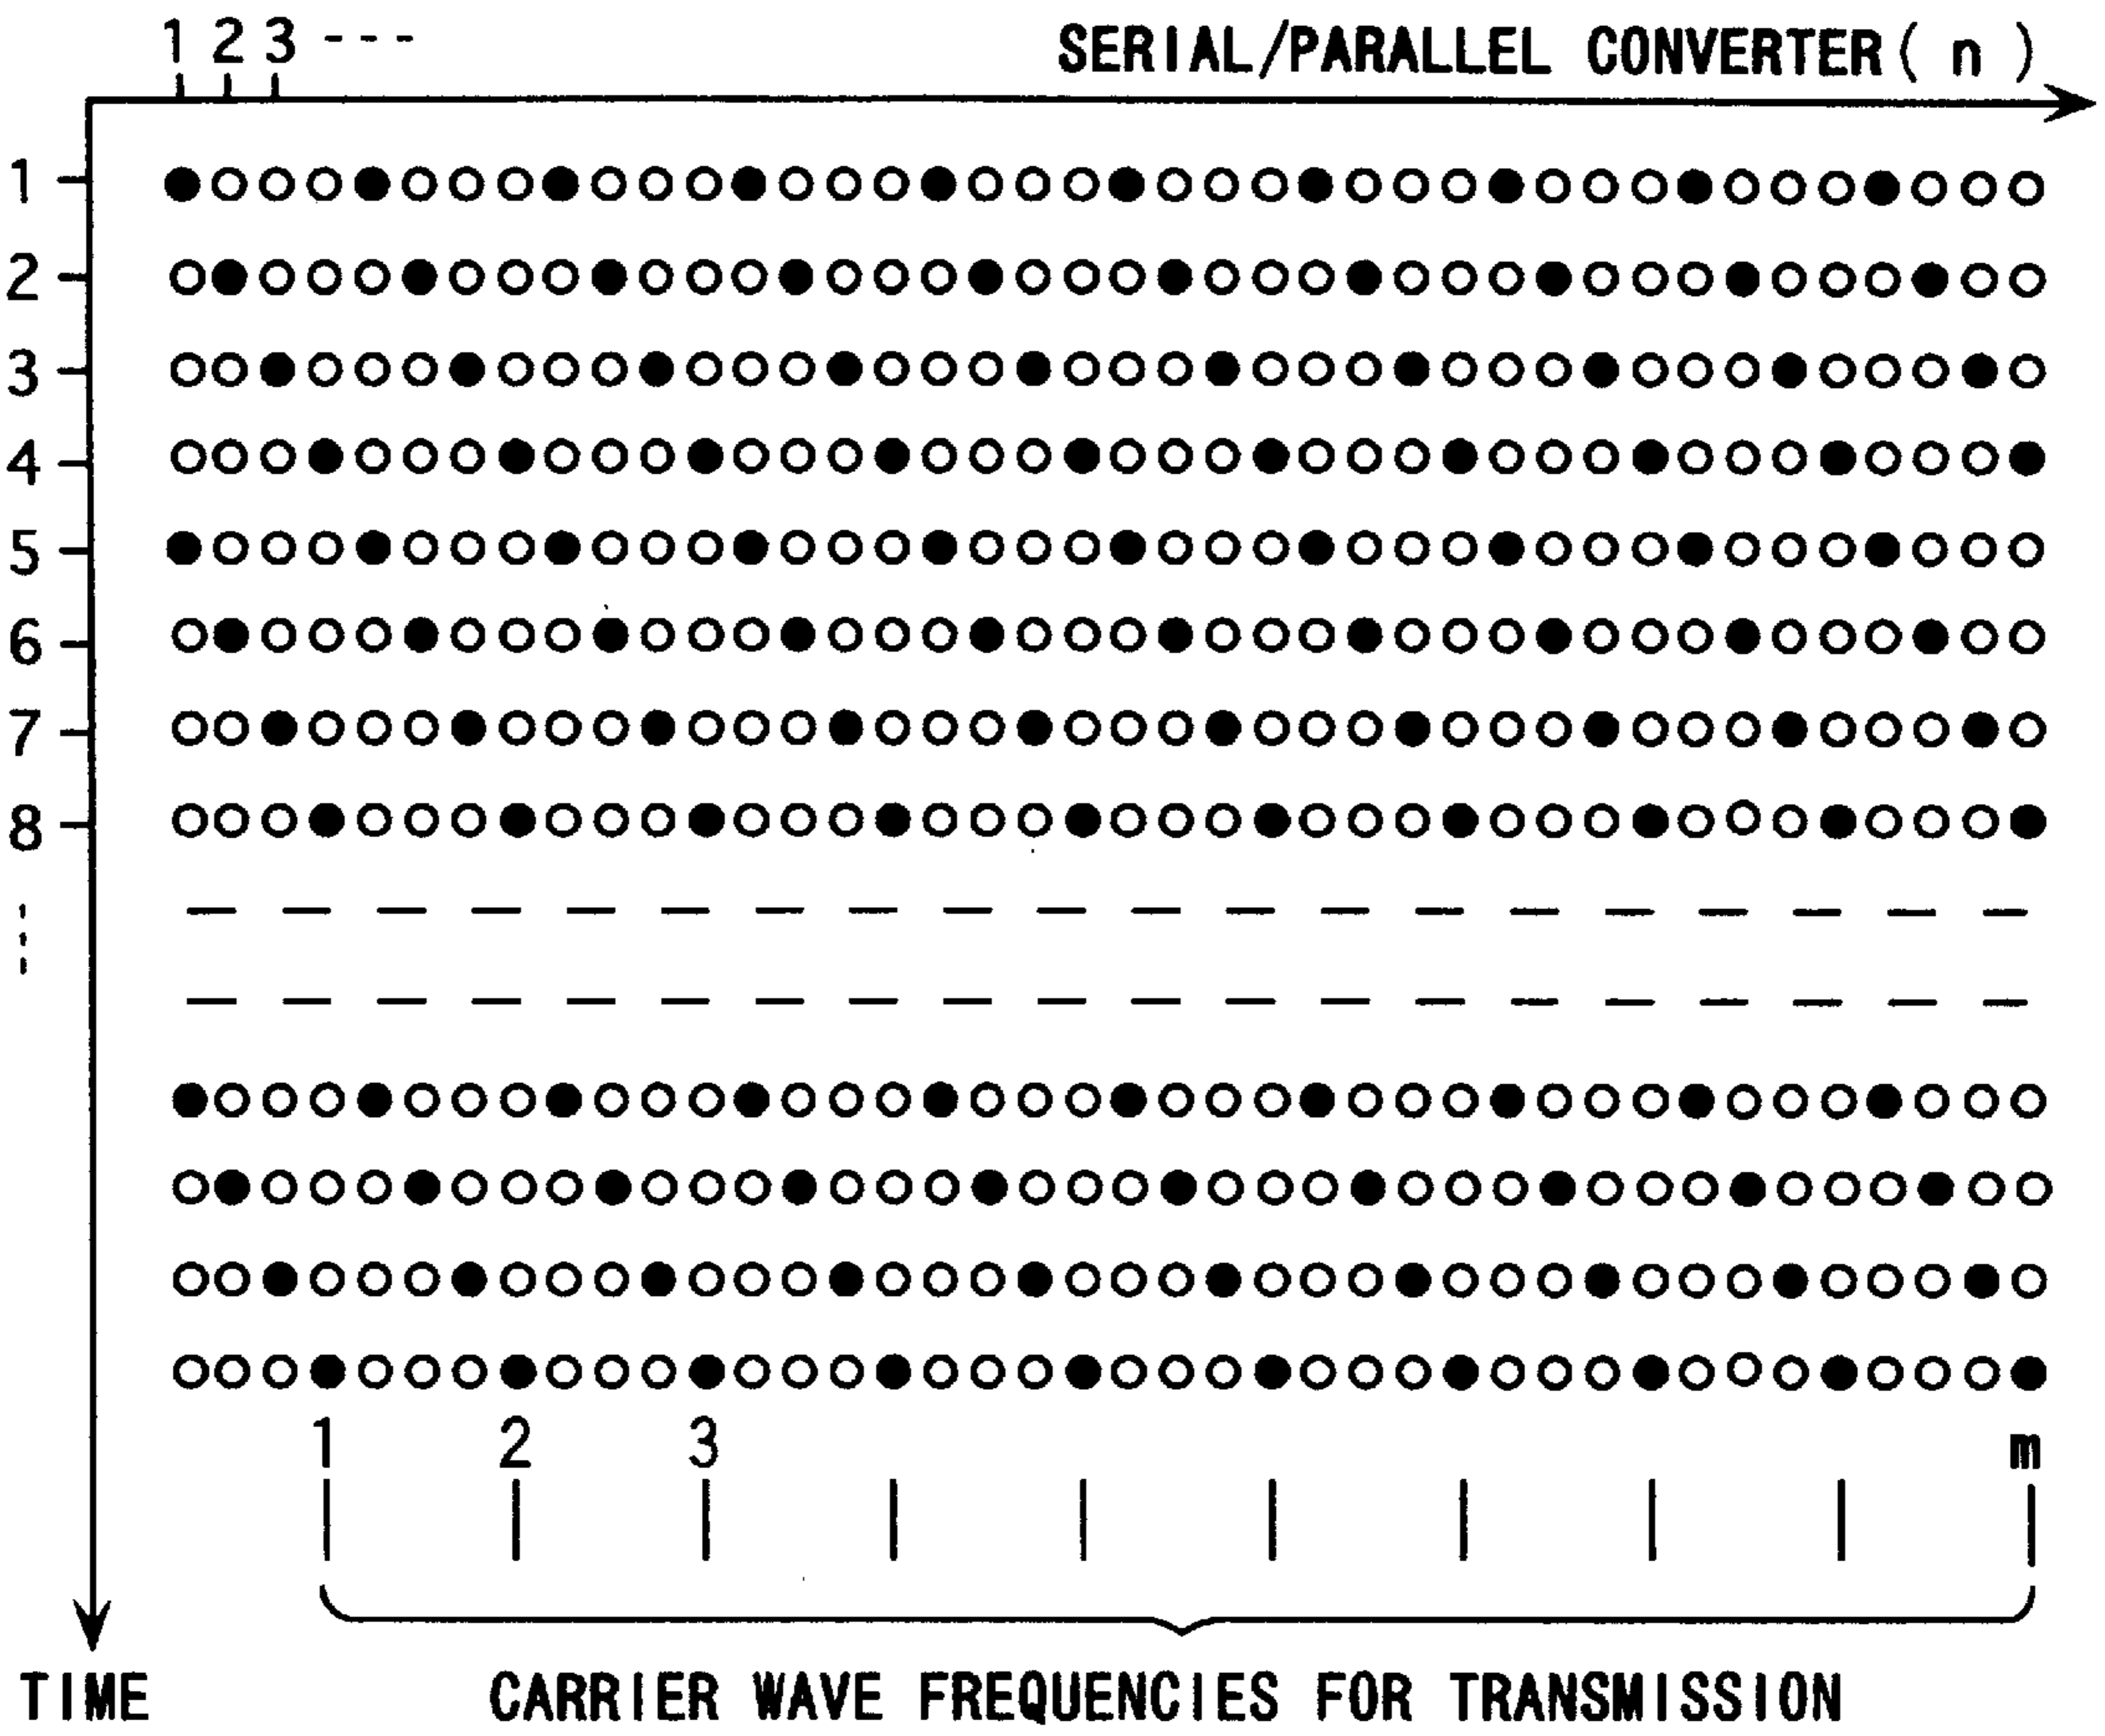 1 2 3 --- SERIAL/PARALLEL CONVERTER( n )
1
2
3
4
5
6
7
8
1 2 3 m
TIME CARRIER WAVE FREQUENCIES FOR TRANSMISSION